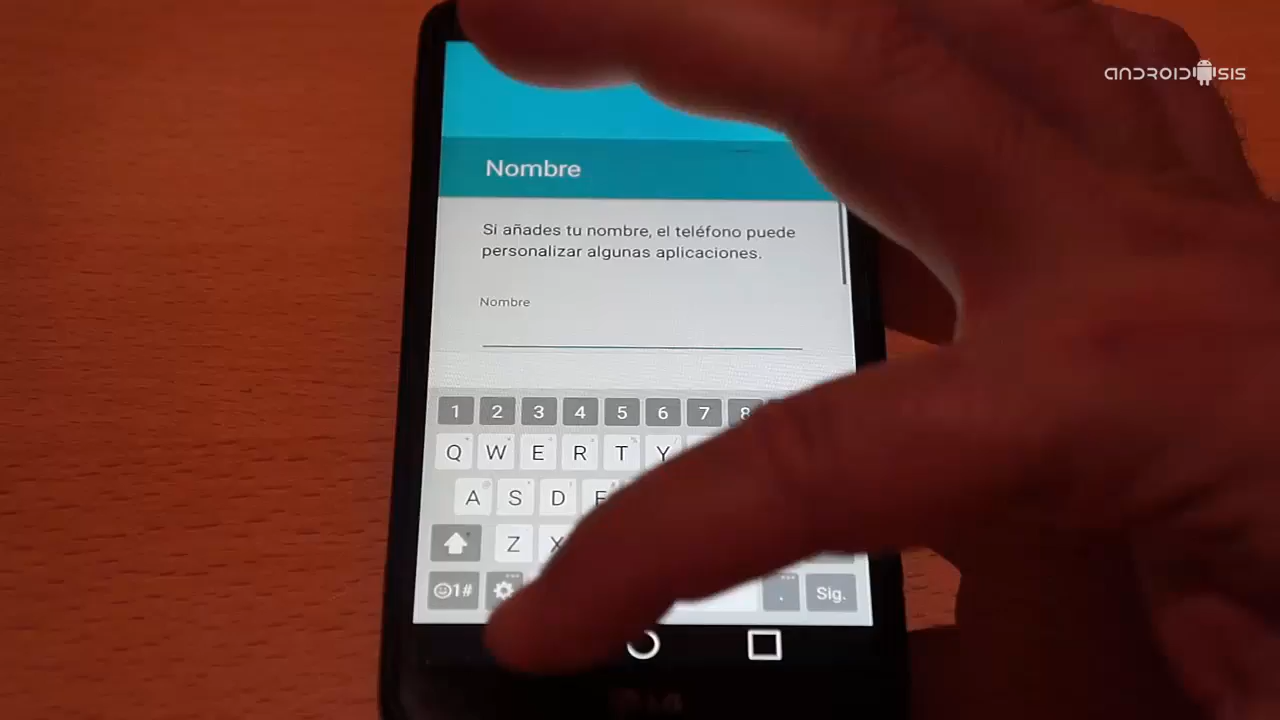 ANDROIDSIS
Nombre
Si añades tu nombre, el teléfono puede
personalizar algunas aplicaciones.
Nombre
1 2 3 4 5 6 7 8
Q W E R T Y
A S D F
Z X
1# . Sig.
LG